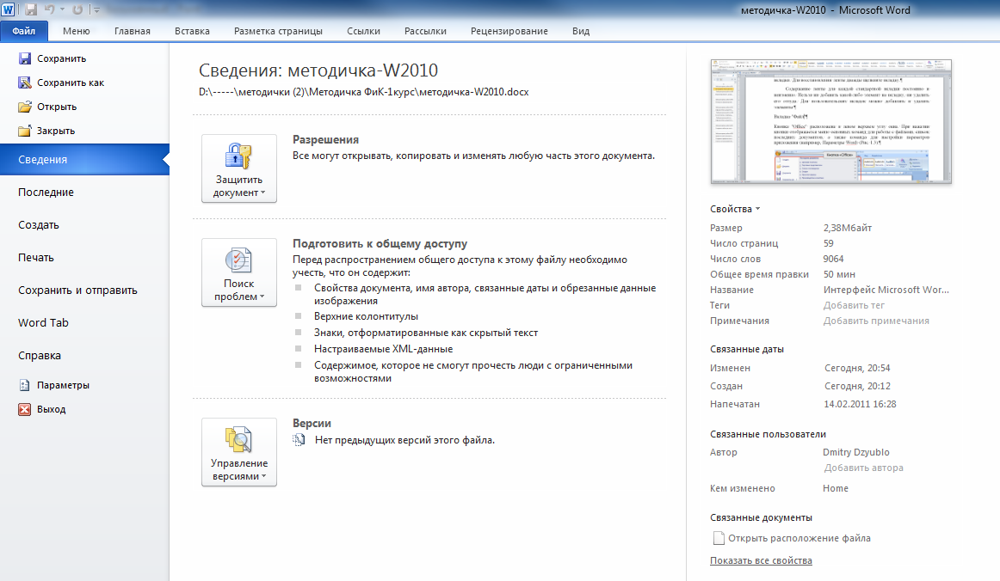 методичка-W2010 - Microsoft Word
Файл Меню Главная Вставка Разметка страницы Ссылки Рассылки Рецензирование Вид
Сохранить
Сохранить как
Открыть
Закрыть
Сведения
Последние
Создать
Печать
Сохранить и отправить
Word Tab
Справка
Параметры
Выход
Сведения: методичка-W2010
D:\-----\методички (2)\Методичка ФиК-1курс\методичка-W2010.docx
Защитить
документ
Разрешения
Все могут открывать, копировать и изменять любую часть этого документа.
Поиск
проблем
Подготовить к общему доступу
Перед распространением общего доступа к этому файлу необходимо
учесть, что он содержит:
Свойства документа, имя автора, связанные даты и обрезанные данные
изображения
Верхние колонтитулы
Знаки, отформатированные как скрытый текст
Настраиваемые XML-данные
Содержимое, которое не смогут прочесть люди с ограниченными
возможностями
Управление
версиями
Версии
Нет предыдущих версий этого файла.
Свойства
Размер 2,38Мбайт
Число страниц 59
Число слов 9064
Общее время правки 50 мин
Название Интерфейс Microsoft Wor...
Теги Добавить тег
Примечания Добавить примечания
Связанные даты
Изменен Сегодня, 20:54
Создан Сегодня, 20:12
Напечатан 14.02.2011 16:28
Связанные пользователи
Автор Dmitry Dzyublo
Добавить автора
Кем изменено Home
Связанные документы
Открыть расположение файла
Показать все свойства